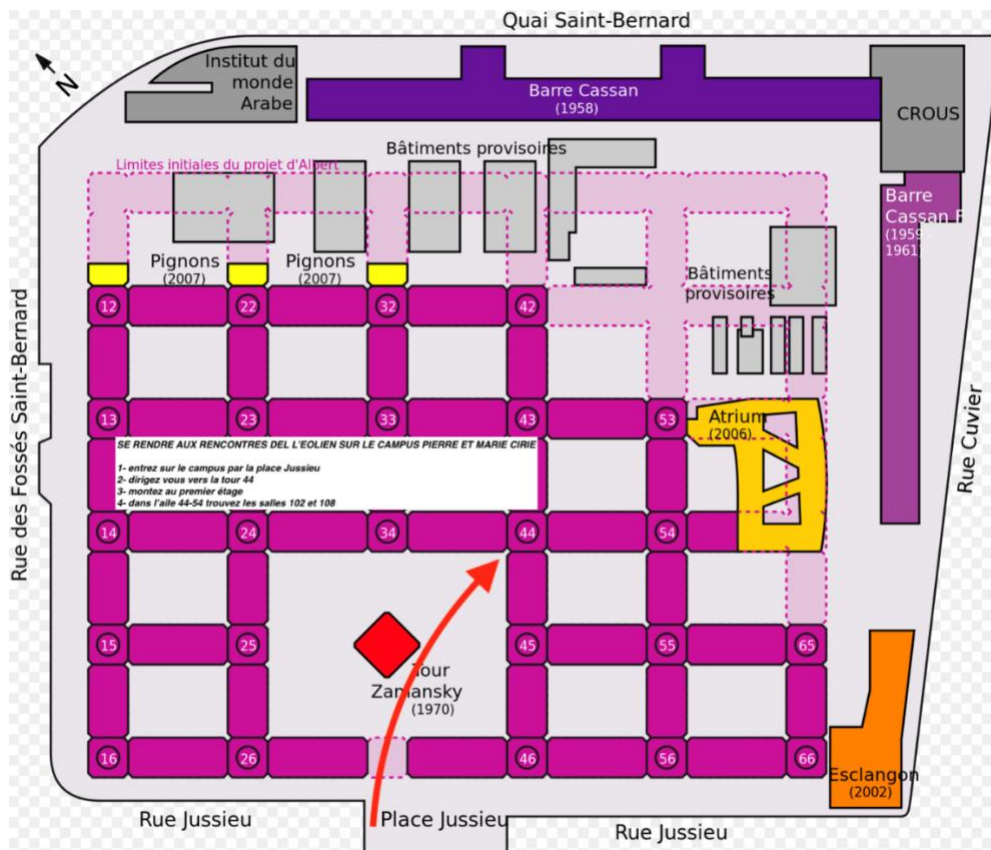 Quai Saint-Bernard
N
Institut du
monde
Arabe
Barre Cassan
(1958)
CROUS
Bâtiments provisoires
Limites initiales du projet d'Albert
Barre
Cassan F
(1959
1961)
Pignons
(2007)
Pignons
(2007)
Bâtiments
provisoires
12
22
32
42
Rue des Fossés Saint-Bernard
13
23
33
43
53
Atrium
(2006)
Rue Cuvier
SE RENDRE AUX RENCONTRES DEL L'EOLIEN SUR LE CAMPUS PIERRE ET MARIE CIRIE
1- entrez sur le campus par la place Jussieu
2- dirigez vous vers la tour 44
3- montez au premier étage
4- dans l'aile 44-54 trouvez les salles 102 et 108
14
24
34
44
54
15
25
45
55
65
Tour
Zamansky
(1970)
16
26
46
56
66
Esclangon
(2002)
Rue Jussieu
Place Jussieu
Rue Jussieu